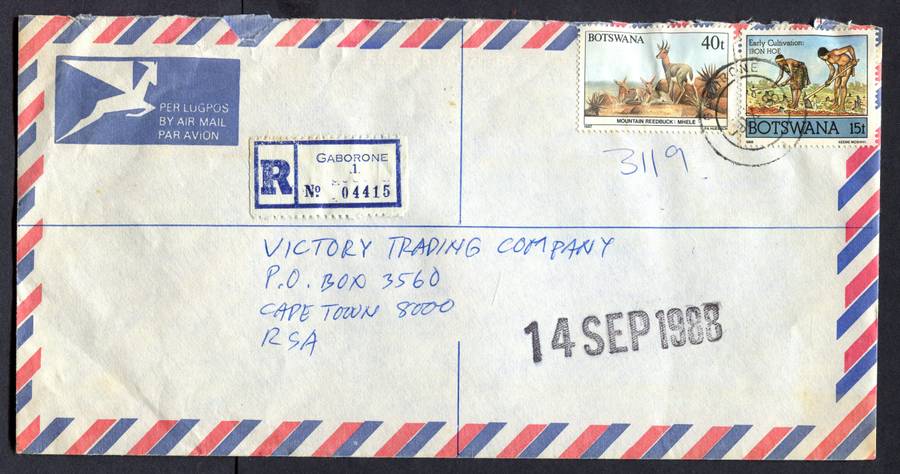 PER LUGPOS
BY AIR MAIL
PAR AVION
BOTSWANA 40t
MOUNTAIN REEDBUCK: MHELE
Early Cultivation:
IRON HOE
BOTSWANA 15t
R
GABORONE
.1.
Nº 04415
3119
VICTORY TRADING COMPANY
P.O. BOX 3560
CAPE TOWN 8000
RSA
14 SEP 1988